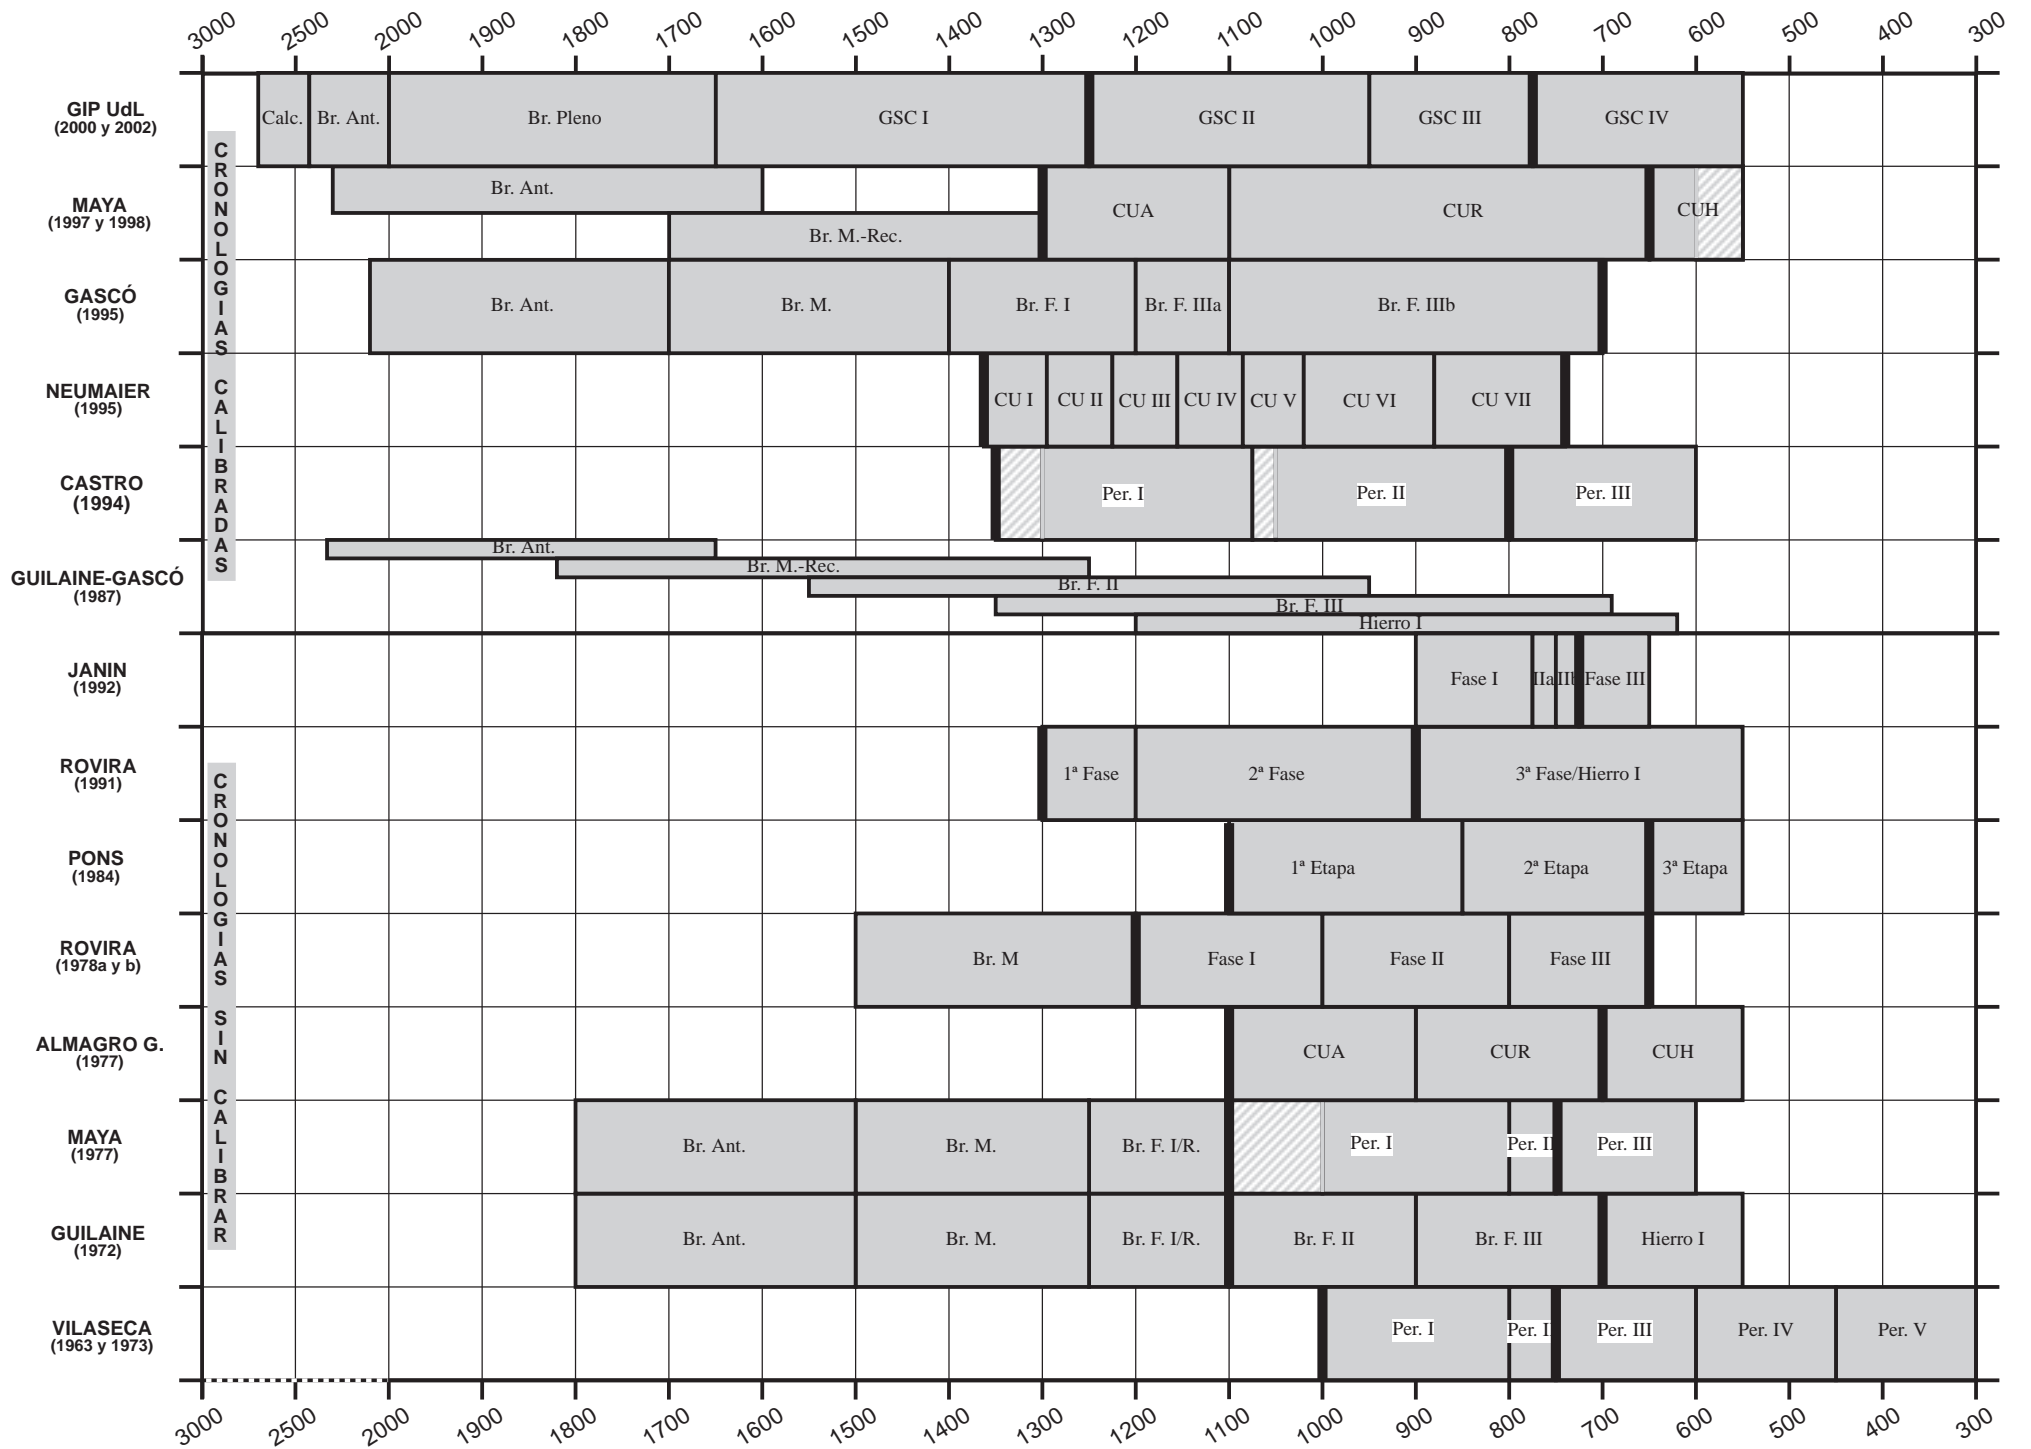 3000 2500 2000 1900 1800 1700 1600 1500 1400 1300 1200 1100 1000 900 800 700 600 500 400 300
CRONOLOGIAS CALIBRADAS
GIP UdL
(2000 y 2002)
Calc. Br. Ant. Br. Pleno GSC I GSC II GSC III GSC IV
MAYA
(1997 y 1998)
Br. Ant.
Br. M.-Rec.
CUA CUR CUH
GASCÓ
(1995)
Br. Ant. Br. M. Br. F. I Br. F. IIIa Br. F. IIIb
NEUMAIER
(1995)
CU I CU II CU III CU IV CU V CU VI CU VII
CASTRO
(1994)
Per. I Per. II Per. III
GUILAINE-GASCÓ
(1987)
Br. Ant.
Br. M.-Rec.
Br. F. II
Br. F. III
Hierro I
CRONOLOGIAS SIN CALIBRAR
JANIN
(1992)
Fase I IIa IIb Fase III
ROVIRA
(1991)
1ª Fase 2ª Fase 3ª Fase/Hierro I
PONS
(1984)
1ª Etapa 2ª Etapa 3ª Etapa
ROVIRA
(1978a y b)
Br. M Fase I Fase II Fase III
ALMAGRO G.
(1977)
CUA CUR CUH
MAYA
(1977)
Br. Ant. Br. M. Br. F. I/R. Per. I Per. II Per. III
GUILAINE
(1972)
Br. Ant. Br. M. Br. F. I/R. Br. F. II Br. F. III Hierro I
VILASECA
(1963 y 1973)
Per. I Per. II Per. III Per. IV Per. V
3000 2500 2000 1900 1800 1700 1600 1500 1400 1300 1200 1100 1000 900 800 700 600 500 400 300